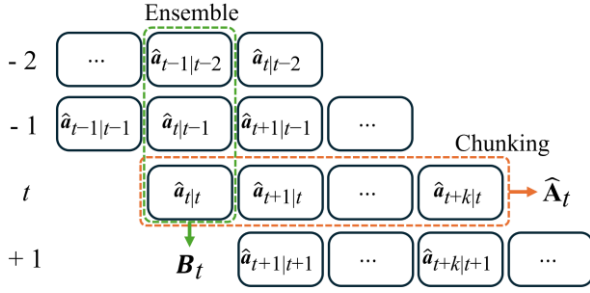 Ensemble
- 2 ... â_{t−1|t−2} â_{t|t−2}
- 1 â_{t−1|t−1} â_{t|t−1} â_{t+1|t−1} ...
Chunking
t â_{t|t} â_{t+1|t} ... â_{t+k|t} Â_t
+ 1 B_t â_{t+1|t+1} ... â_{t+k|t+1} ...